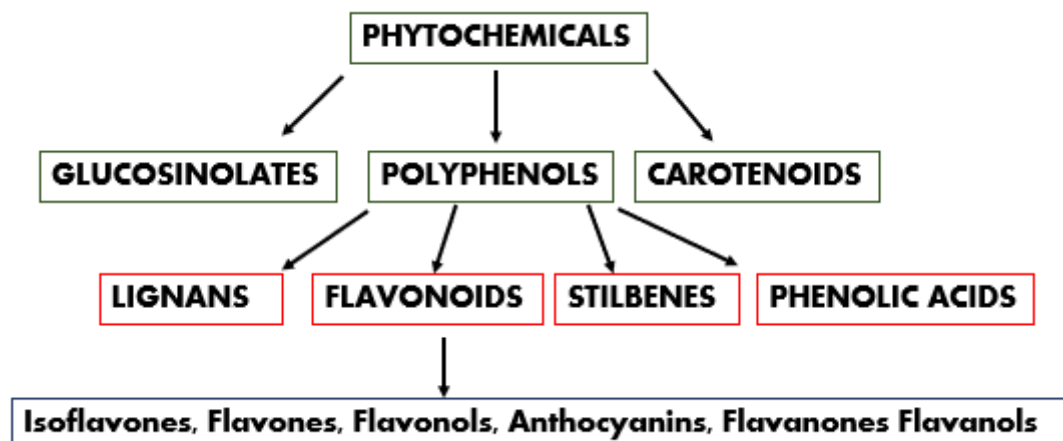 PHYTOCHEMICALS
GLUCOSINOLATES POLYPHENOLS CAROTENOIDS
LIGNANS FLAVONOIDS STILBENES PHENOLIC ACIDS
Isoflavones, Flavones, Flavonols, Anthocyanins, Flavanones Flavanols